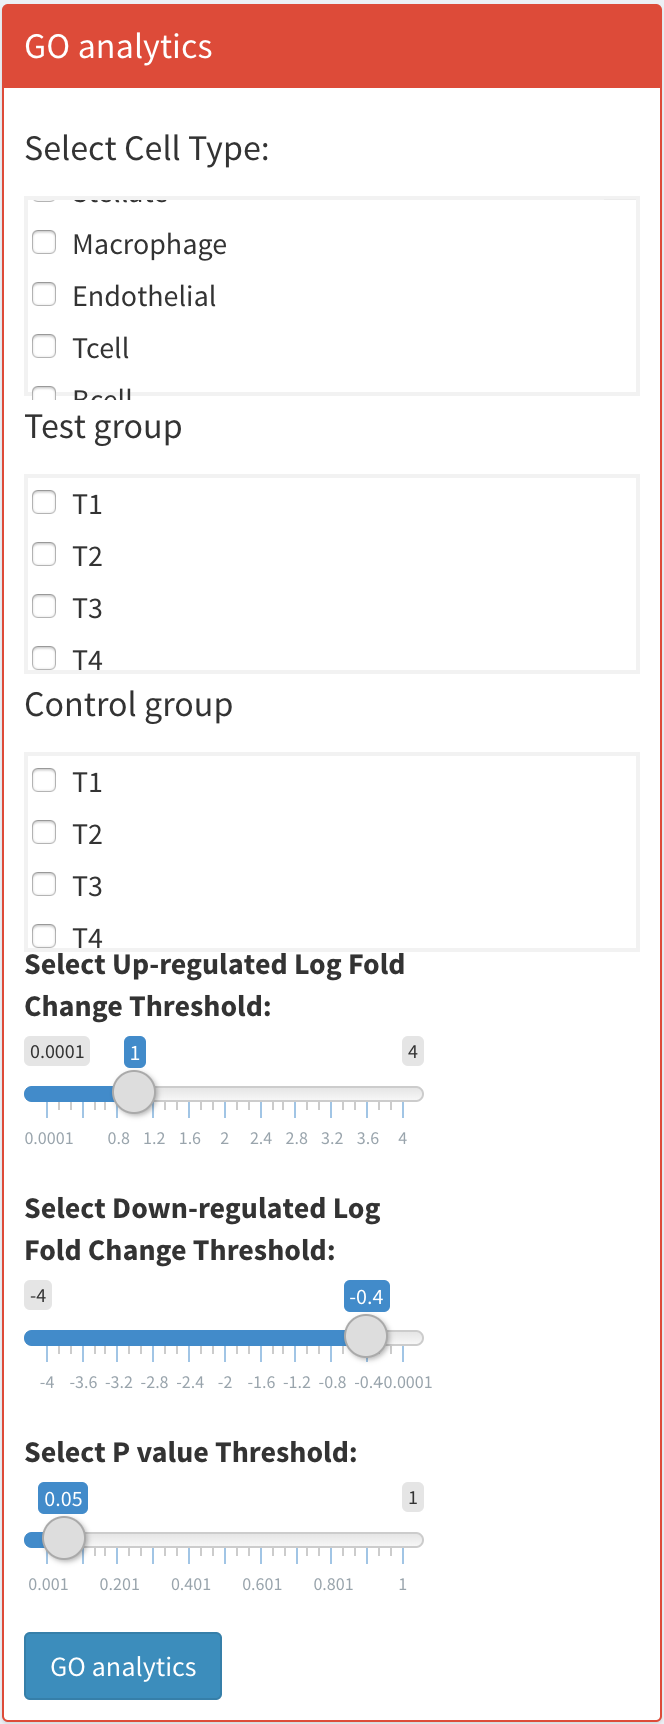 GO analytics
Select Cell Type:
Macrophage
Endothelial
Tcell
Bcell
Test group
T1
T2
T3
T4
Control group
T1
T2
T3
T4
Select Up-regulated Log Fold
Change Threshold:
0.0001 1 4
0.0001 0.8 1.2 1.6 2 2.4 2.8 3.2 3.6 4
Select Down-regulated Log
Fold Change Threshold:
-4 -0.4
-4 -3.6 -3.2 -2.8 -2.4 -2 -1.6 -1.2 -0.8 -0.4 -0.0001
Select P value Threshold:
0.05 1
0.001 0.201 0.401 0.601 0.801 1
GO analytics